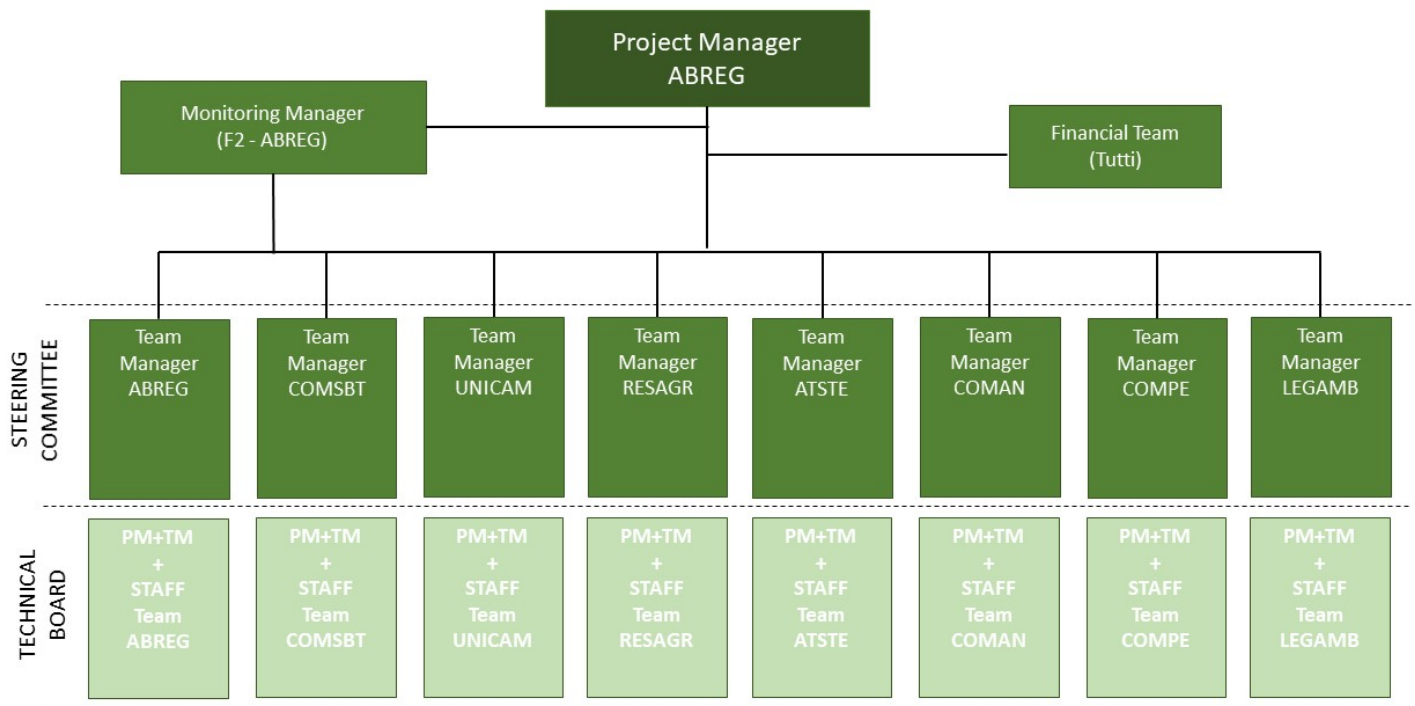 Project Manager
ABREG
Monitoring Manager
(F2 - ABREG)
Financial Team
(Tutti)
STEERING
COMMITTEE
Team
Manager
ABREG
Team
Manager
COMSBT
Team
Manager
UNICAM
Team
Manager
RESAGR
Team
Manager
ATSTE
Team
Manager
COMAN
Team
Manager
COMPE
Team
Manager
LEGAMB
TECHNICAL
BOARD
PM+TM
+
STAFF
Team
ABREG
PM+TM
+
STAFF
Team
COMSBT
PM+TM
+
STAFF
Team
UNICAM
PM+TM
+
STAFF
Team
RESAGR
PM+TM
+
STAFF
Team
ATSTE
PM+TM
+
STAFF
Team
COMAN
PM+TM
+
STAFF
Team
COMPE
PM+TM
+
STAFF
Team
LEGAMB